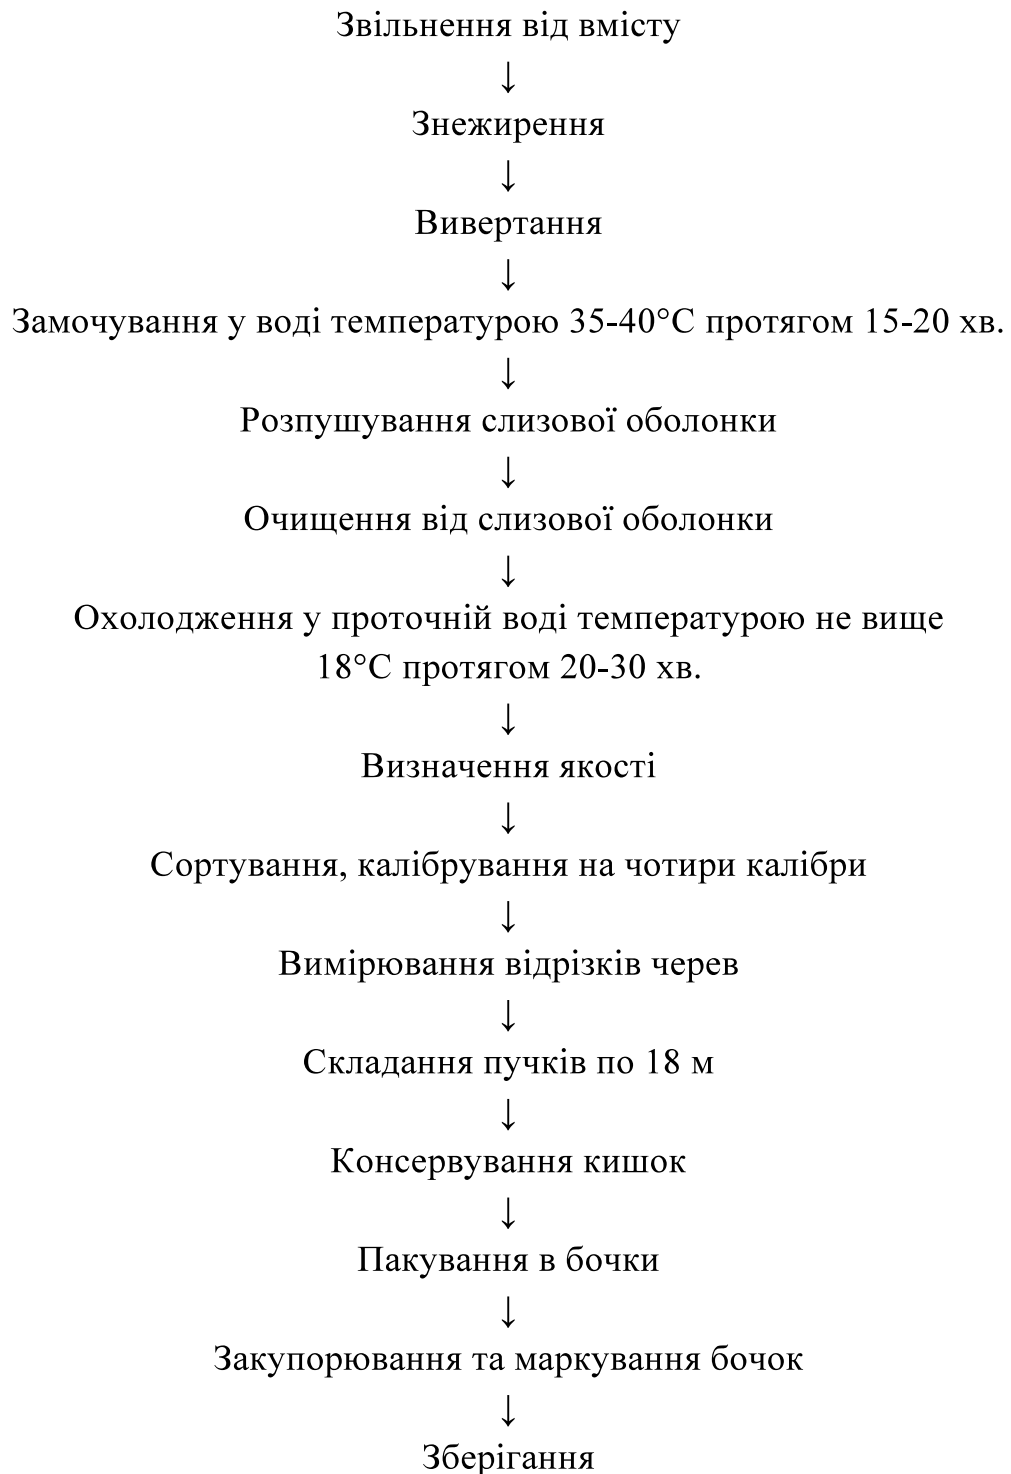 Звільнення від вмісту
↓
Знежирення
↓
Вивертання
↓
Замочування у воді температурою 35-40°С протягом 15-20 хв.
↓
Розпушування слизової оболонки
↓
Очищення від слизової оболонки
↓
Охолодження у проточній воді температурою не вище
18°С протягом 20-30 хв.
↓
Визначення якості
↓
Сортування, калібрування на чотири калібри
↓
Вимірювання відрізків черев
↓
Складання пучків по 18 м
↓
Консервування кишок
↓
Пакування в бочки
↓
Закупорювання та маркування бочок
↓
Зберігання